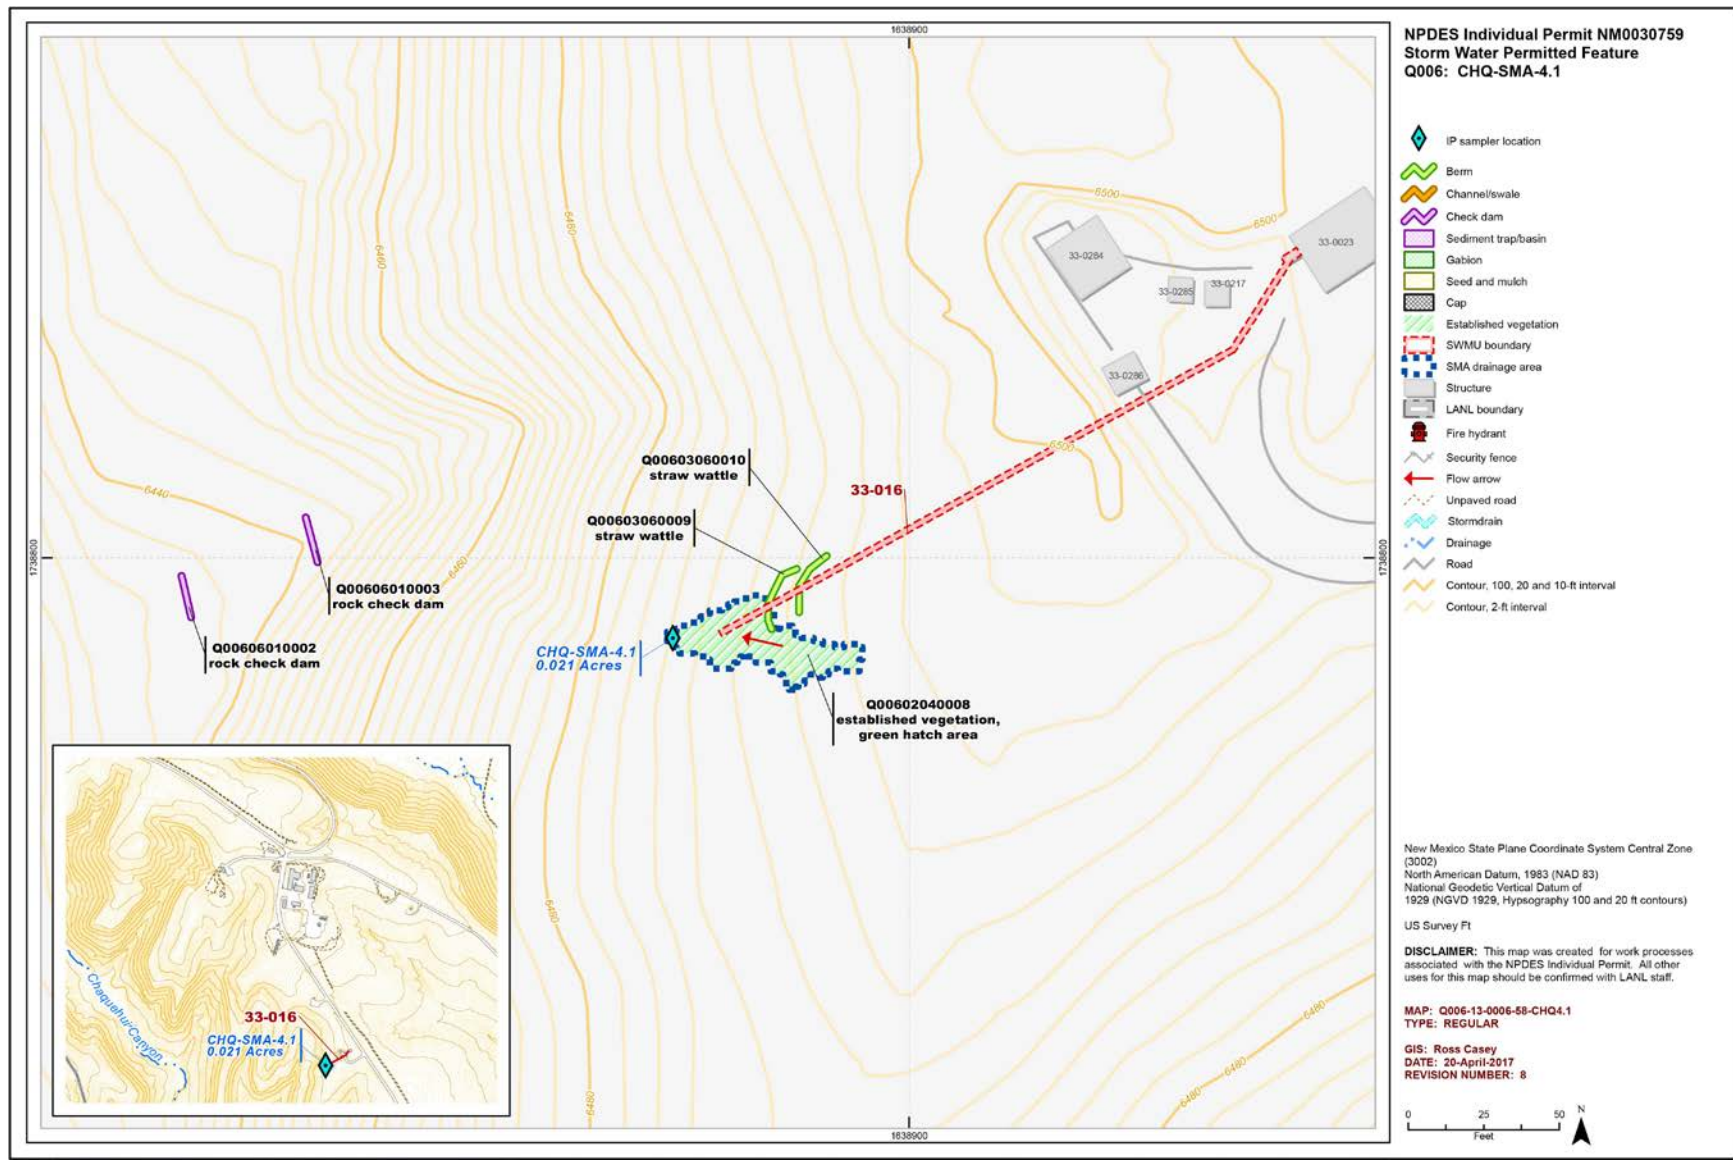 1638900
NPDES Individual Permit NM0030759
Storm Water Permitted Feature
Q006: CHQ-SMA-4.1
IP sampler location
Berm
Channel/swale
Check dam
Sediment trap/basin
Gabion
Seed and mulch
Cap
Established vegetation
SWMU boundary
SMA drainage area
Structure
LANL boundary
Fire hydrant
Security fence
Flow arrow
Unpaved road
Stormdrain
Drainage
Road
Contour, 100, 20 and 10-ft interval
Contour, 2-ft interval
6500
6500
6480
6460
33-0284
33-0023
33-0285
33-0217
33-0286
6500
Q00603060010
straw wattle
33-016
6440
Q00603060009
straw wattle
1738800
1738800
6460
Q00606010003
rock check dam
Q00606010002
rock check dam
CHQ-SMA-4.1
0.021 Acres
Q00602040008
established vegetation,
green hatch area
6480
6480
6480
6480
Chaquehui Canyon
33-016
CHQ-SMA-4.1
0.021 Acres
1638900
New Mexico State Plane Coordinate System Central Zone
(3002)
North American Datum, 1983 (NAD 83)
National Geodetic Vertical Datum of
1929 (NGVD 1929, Hypsography 100 and 20 ft contours)
US Survey Ft
DISCLAIMER: This map was created for work processes
associated with the NPDES Individual Permit. All other
uses for this map should be confirmed with LANL staff.
MAP: Q006-13-0006-58-CHQ4.1
TYPE: REGULAR
GIS: Ross Casey
DATE: 20-April-2017
REVISION NUMBER: 8
0 25 50
Feet
N